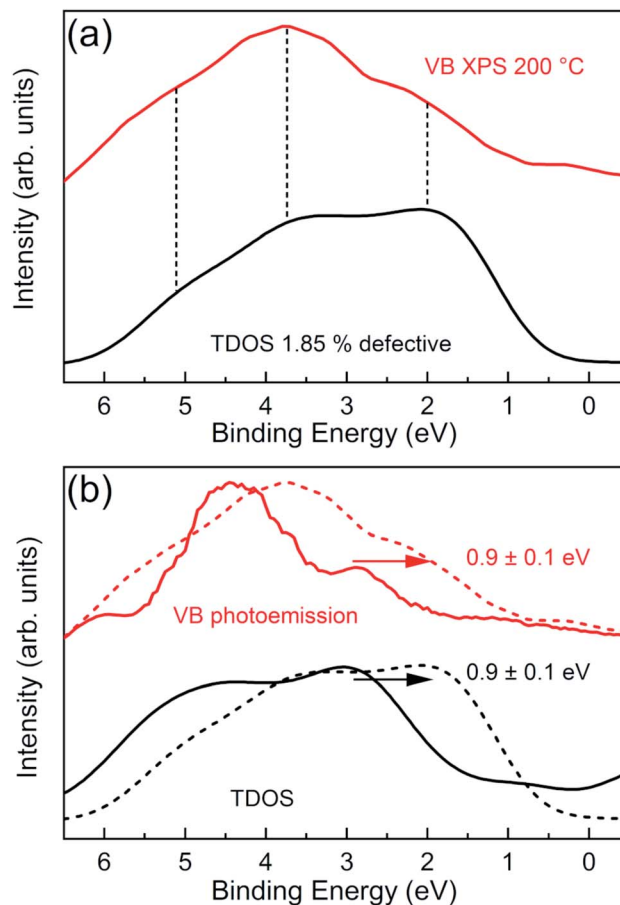 (a)
VB XPS 200 °C
TDOS 1.85 % defective
Intensity (arb. units)
6 5 4 3 2 1 0
Binding Energy (eV)
(b)
0.9 ± 0.1 eV
VB photoemission
0.9 ± 0.1 eV
TDOS
Intensity (arb. units)
6 5 4 3 2 1 0
Binding Energy (eV)